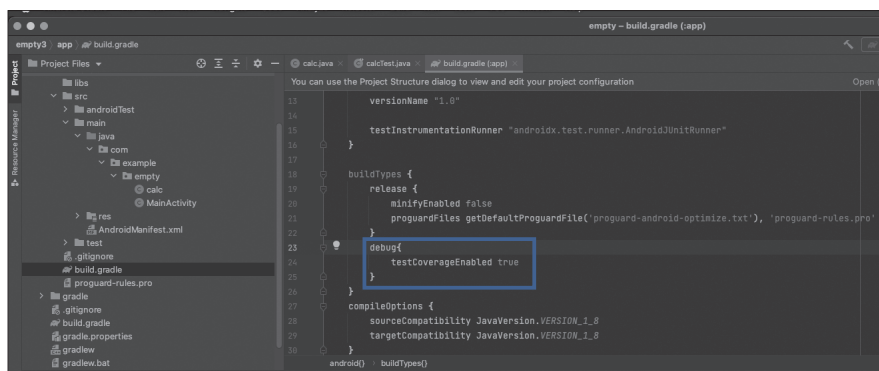 empty – build.gradle (:app)
empty3 app build.gradle
Project
Resource Manager
Project Files
libs
src
androidTest
main
java
com
example
empty
calc
MainActivity
res
AndroidManifest.xml
test
.gitignore
build.gradle
proguard-rules.pro
gradle
.gitignore
build.gradle
gradle.properties
gradlew
gradlew.bat
calc.java calcTest.java build.gradle (:app)
You can use the Project Structure dialog to view and edit your project configuration Open (
13 versionName "1.0"
14
15 testInstrumentationRunner "androidx.test.runner.AndroidJUnitRunner"
16 }
17
18 buildTypes {
19 release {
20 minifyEnabled false
21 proguardFiles getDefaultProguardFile('proguard-android-optimize.txt'), 'proguard-rules.pro'
22 }
23 debug{
24 testCoverageEnabled true
25 }
26 }
27 compileOptions {
28 sourceCompatibility JavaVersion.VERSION_1_8
29 targetCompatibility JavaVersion.VERSION_1_8
30 }
android{} buildTypes{}